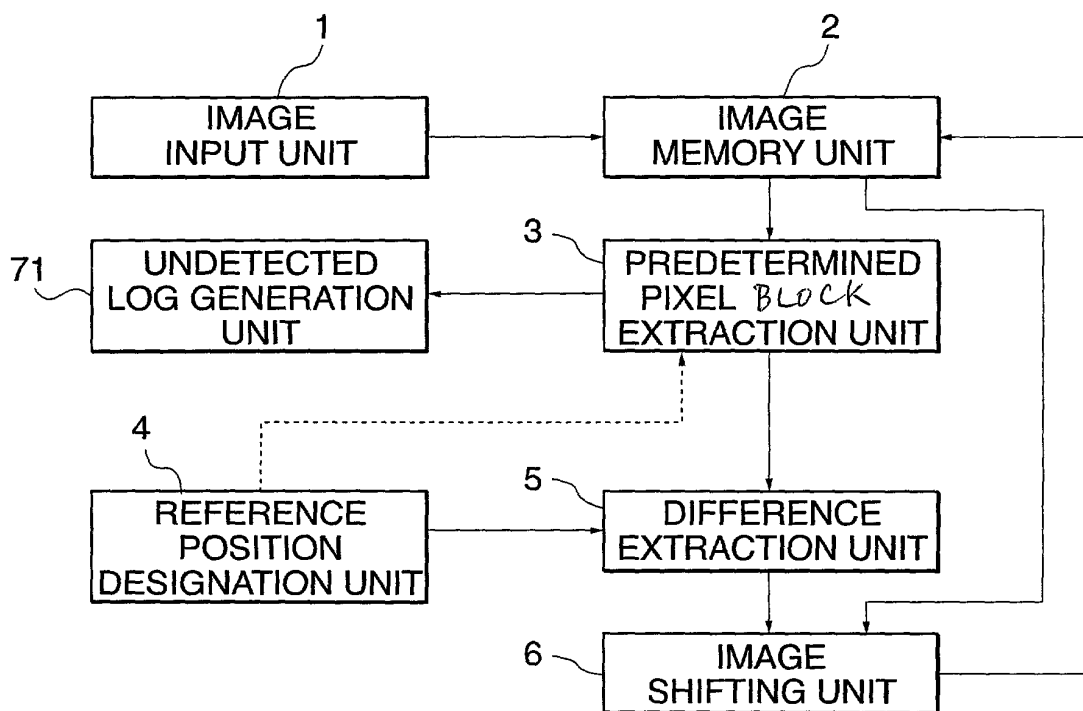 1
IMAGE
INPUT UNIT
2
IMAGE
MEMORY UNIT
71
UNDETECTED
LOG GENERATION
UNIT
3
PREDETERMINED
PIXEL BLOCK
EXTRACTION UNIT
4
REFERENCE
POSITION
DESIGNATION UNIT
5
DIFFERENCE
EXTRACTION UNIT
6
IMAGE
SHIFTING UNIT